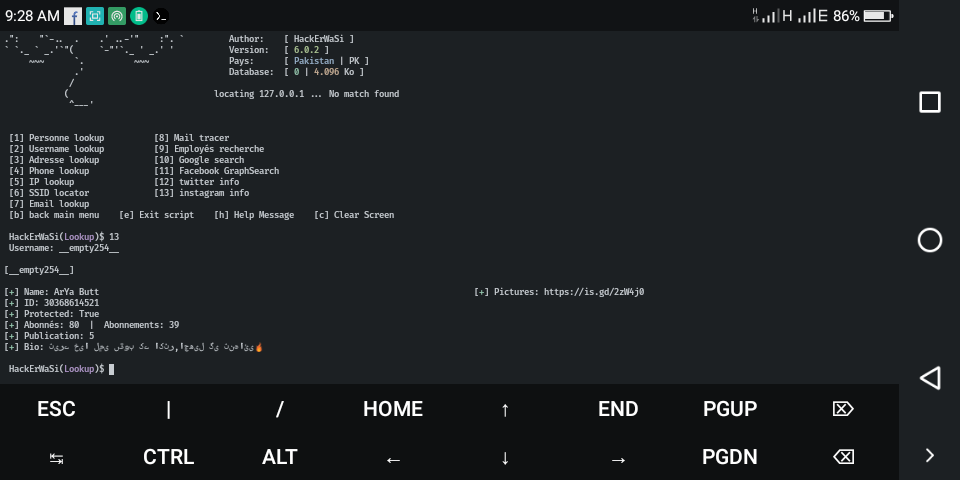 9:28 AM
86%
Author: [ HackErWaSi ]
Version: [ 6.0.2 ]
Pays: [ Pakistan | PK ]
Database: [ 0 | 4.096 Ko ]
locating 127.0.0.1 ... No match found
[1] Personne lookup [8] Mail tracer
[2] Username lookup [9] Employés recherche
[3] Adresse lookup [10] Google search
[4] Phone lookup [11] Facebook GraphSearch
[5] IP lookup [12] twitter info
[6] SSID locator [13] instagram info
[7] Email lookup
[b] back main menu [e] Exit script [h] Help Message [c] Clear Screen
HackErWaSi(Lookup)$ 13
Username: __empty254__
[__empty254__]
[+] Name: ArYa Butt [+] Pictures: https://is.gd/2zW4j0
[+] ID: 30368614521
[+] Protected: True
[+] Abonnés: 80 | Abonnements: 39
[+] Publication: 5
[+] Bio:
HackErWaSi(Lookup)$
ESC | / HOME ↑ END PGUP
CTRL ALT ← ↓ → PGDN